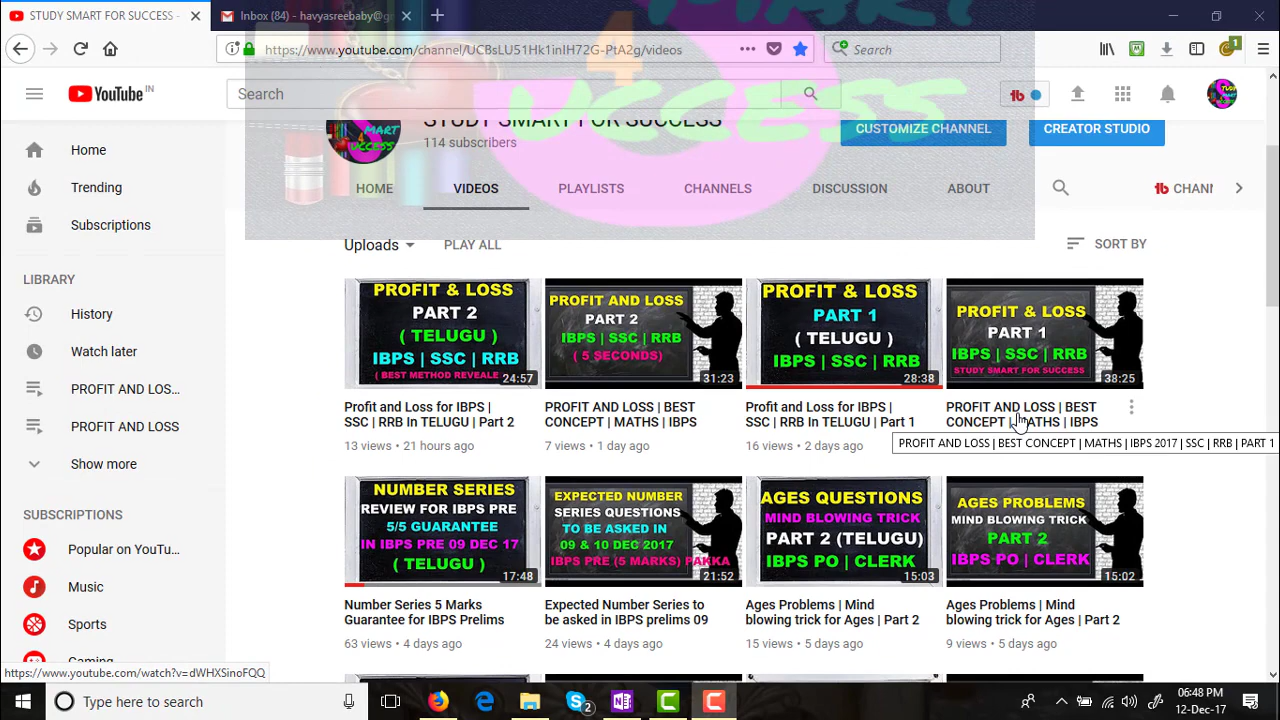 STUDY SMART FOR SUCCESS -
Inbox (84) - havyasreebaby@g
https://www.youtube.com/channel/UCBsLU51Hk1inIH72G-PtA2g/videos
Search
1
YouTube IN
Search
SMART
4
UCCESS
STUDY SMART FOR SUCCESS
114 subscribers
CUSTOMIZE CHANNEL
CREATOR STUDIO
HOME
VIDEOS
PLAYLISTS
CHANNELS
DISCUSSION
ABOUT
CHANN
Home
Trending
Subscriptions
LIBRARY
History
Watch later
PROFIT AND LOS...
PROFIT AND LOSS
Show more
SUBSCRIPTIONS
Popular on YouTu...
Music
Sports
Gaming
Uploads
PLAY ALL
SORT BY
PROFIT & LOSS
PART 2
( TELUGU )
IBPS | SSC | RRB
( BEST METHOD REVEALE
24:57
Profit and Loss for IBPS |
SSC | RRB In TELUGU | Part 2
13 views • 21 hours ago
PROFIT AND LOSS
PART 2
IBPS | SSC | RRB
( 5 SECONDS)
31:23
PROFIT AND LOSS | BEST
CONCEPT | MATHS | IBPS
7 views • 1 day ago
PROFIT & LOSS
PART 1
( TELUGU )
IBPS | SSC | RRB
28:38
Profit and Loss for IBPS |
SSC | RRB In TELUGU | Part 1
16 views • 2 days ago
PROFIT & LOSS
PART 1
IBPS | SSC | RRB
STUDY SMART FOR SUCCESS
38:25
PROFIT AND LOSS | BEST
CONCEPT | MATHS | IBPS
PROFIT AND LOSS | BEST CONCEPT | MATHS | IBPS 2017 | SSC | RRB | PART 1
NUMBER SERIES
REVIEW FOR IBPS PRE
5/5 GUARANTEE
IN IBPS PRE 09 DEC 17
( TELUGU )
17:48
Number Series 5 Marks
Guarantee for IBPS Prelims
63 views • 4 days ago
EXPECTED NUMBER
SERIES QUESTIONS
TO BE ASKED IN
09 & 10 DEC 2017
IBPS PRE (5 MARKS) PAKKA
21:52
Expected Number Series to
be asked in IBPS prelims 09
24 views • 4 days ago
AGES QUESTIONS
MIND BLOWING TRICK
PART 2 (TELUGU)
IBPS PO | CLERK
15:03
Ages Problems | Mind
blowing trick for Ages | Part 2
15 views • 5 days ago
AGES PROBLEMS
MIND BLOWING TRICK
PART 2
IBPS PO | CLERK
15:02
Ages Problems | Mind
blowing trick for Ages | Part 2
9 views • 5 days ago
https://www.youtube.com/watch?v=dWHXSinoFQQ
Type here to search
2
06:48 PM
12-Dec-17